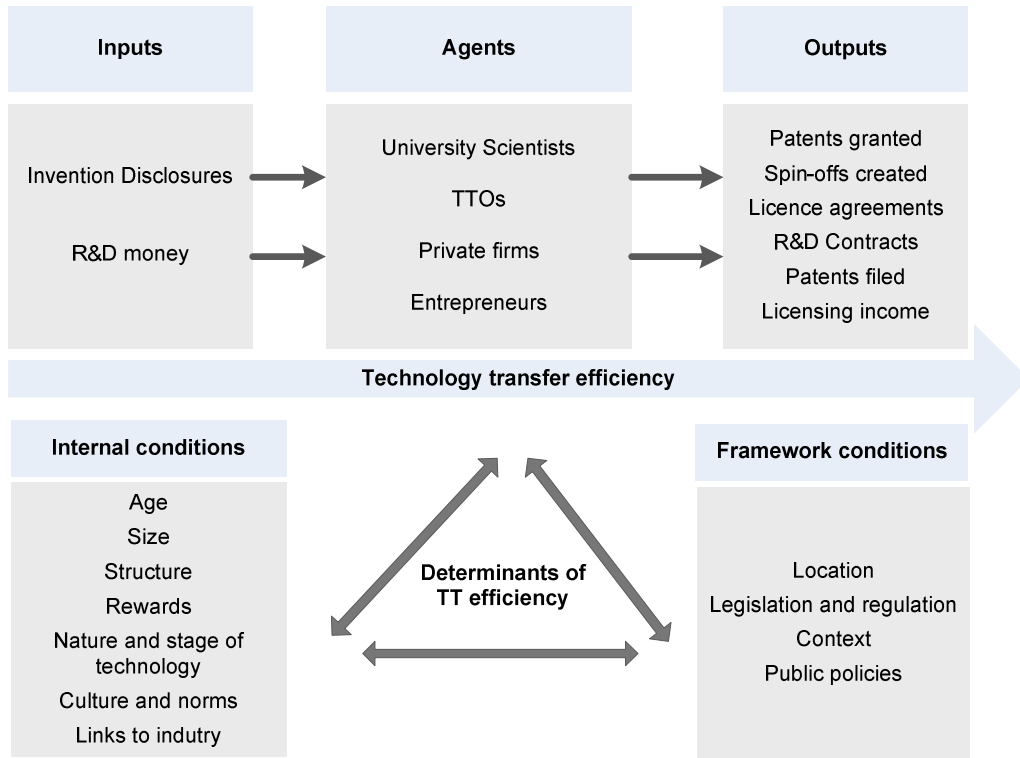 Inputs
Agents
Outputs
Invention Disclosures
R&D money
University Scientists
TTOs
Private firms
Entrepreneurs
Patents granted
Spin-offs created
Licence agreements
R&D Contracts
Patents filed
Licensing income
Technology transfer efficiency
Internal conditions
Age
Size
Structure
Rewards
Nature and stage of
technology
Culture and norms
Links to indutry
Determinants of
TT efficiency
Framework conditions
Location
Legislation and regulation
Context
Public policies